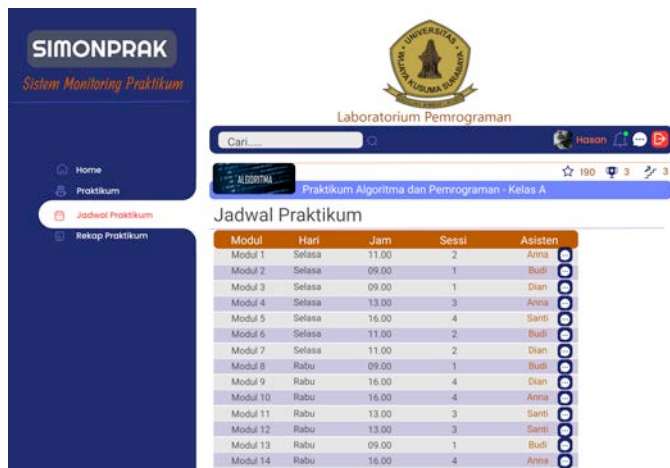 SIMONPRAK
Sistem Monitoring Praktikum
UNIVERSITAS
WIJAYA KUSUMA SURABAYA
Laboratorium Pemrograman
Cari.....
Hasan
Home
Praktikum
Jadwal Praktikum
Rekap Praktikum
ALGORITMA
190 3 3
Praktikum Algoritma dan Pemrograman - Kelas A
Jadwal Praktikum
Modul Hari Jam Sessi Asisten
Modul 1 Selasa 11.00 2 Anna
Modul 2 Selasa 09.00 1 Budi
Modul 3 Selasa 09.00 1 Dian
Modul 4 Selasa 13.00 3 Anna
Modul 5 Selasa 16.00 4 Santi
Modul 6 Selasa 11.00 2 Budi
Modul 7 Selasa 11.00 2 Dian
Modul 8 Rabu 09.00 1 Budi
Modul 9 Rabu 16.00 4 Dian
Modul 10 Rabu 16.00 4 Anna
Modul 11 Rabu 13.00 3 Santi
Modul 12 Rabu 13.00 3 Santi
Modul 13 Rabu 09.00 1 Budi
Modul 14 Rabu 16.00 4 Anna